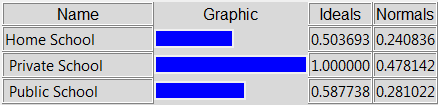 Name Graphic Ideals Normals
Home School 0.503693 0.240836
Private School 1.000000 0.478142
Public School 0.587738 0.281022